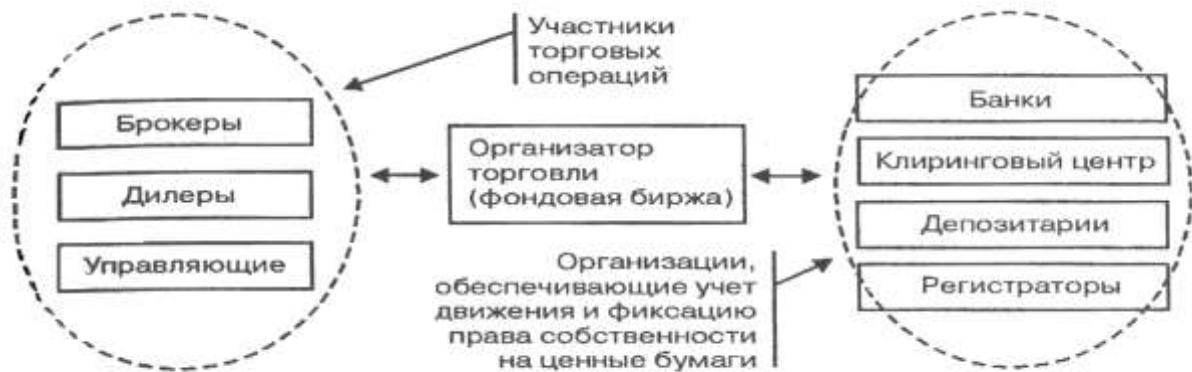 Участники
торговых
операций
Брокеры
Дилеры
Управляющие
Организатор
торговли
(фондовая биржа)
Банки
Клиринговый центр
Депозитарии
Регистраторы
Организации,
обеспечивающие учет
движения и фиксацию
права собственности
на ценные бумаги